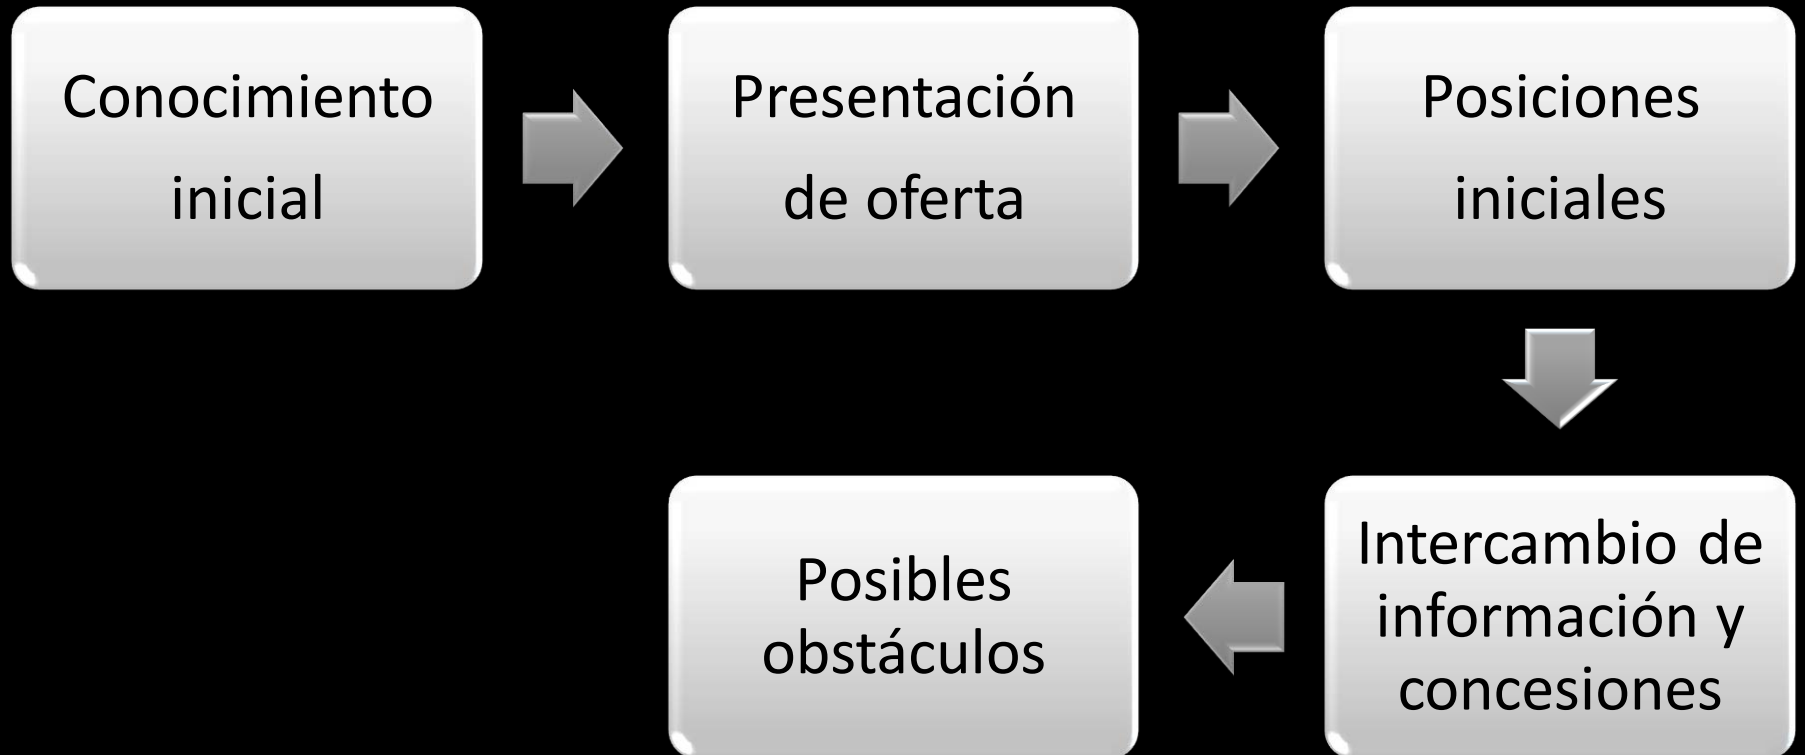 Conocimiento
inicial
Presentación
de oferta
Posiciones
iniciales
Intercambio de
información y
concesiones
Posibles
obstáculos